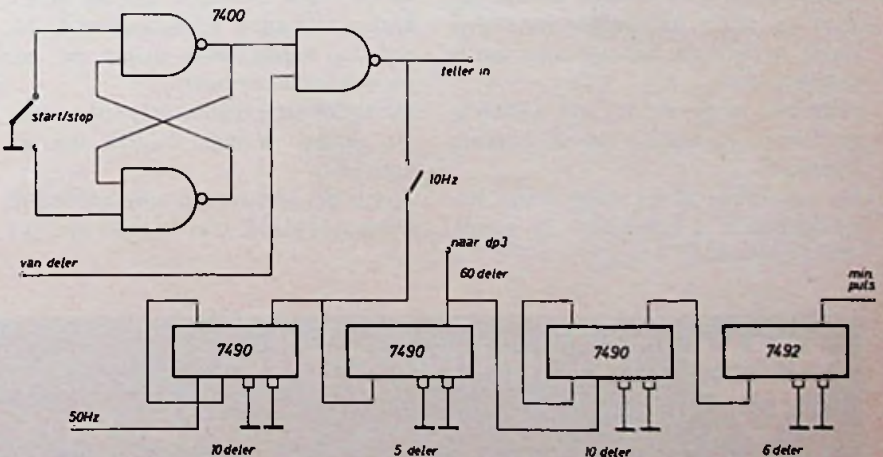 7400
teller in
start/stop
10Hz
van deler
naar dp3
60 deler
min.
puls
7490
7490
7490
7492
50Hz
10 deler
5 deler
10 deler
6 deler